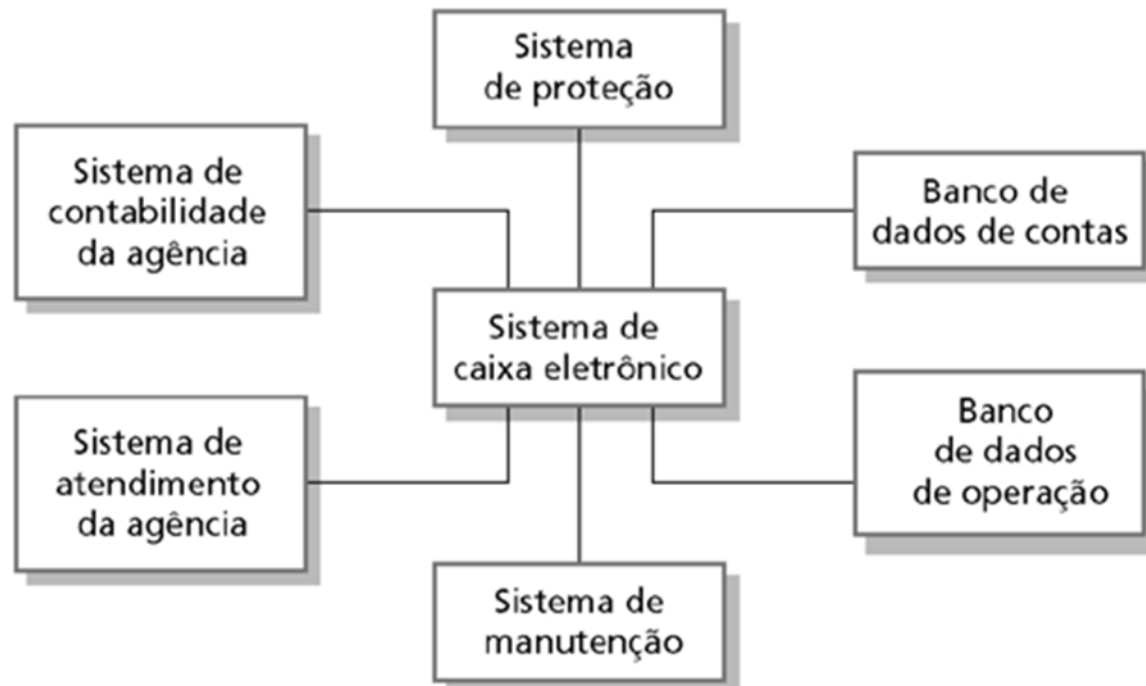 Sistema
de proteção
Sistema de
contabilidade
da agência
Banco de
dados de contas
Sistema de
caixa eletrônico
Sistema de
atendimento
da agência
Banco
de dados
de operação
Sistema de
manutenção